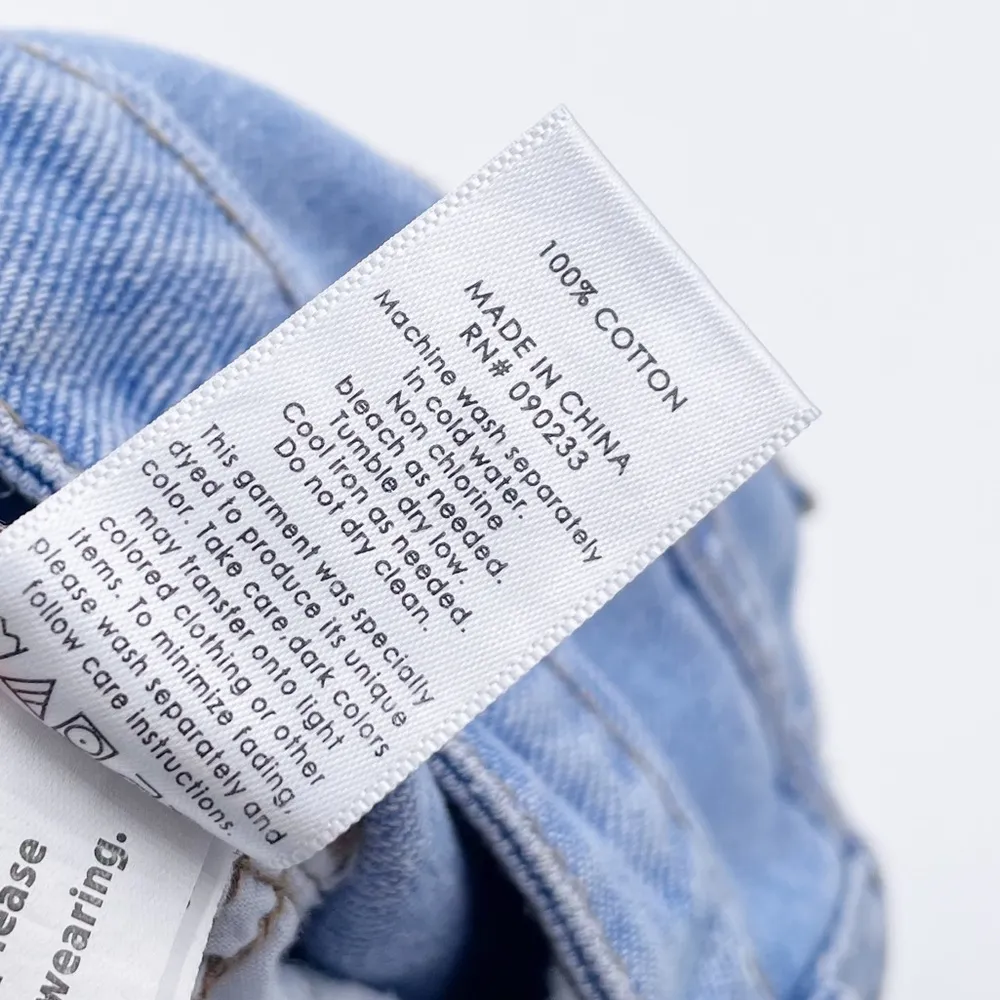 100% COTTON
MADE IN CHINA
RN# 090233
Machine wash separately
in cold water.
Non chlorine
bleach as needed.
Tumble dry low.
Cool iron as needed.
Do not dry clean.
This garment was specially
dyed to produce its unique
color. Take care,dark colors
may transfer onto light
colored clothing or other
items. To minimize fading,
please wash separately and
follow care instructions.
wearing.